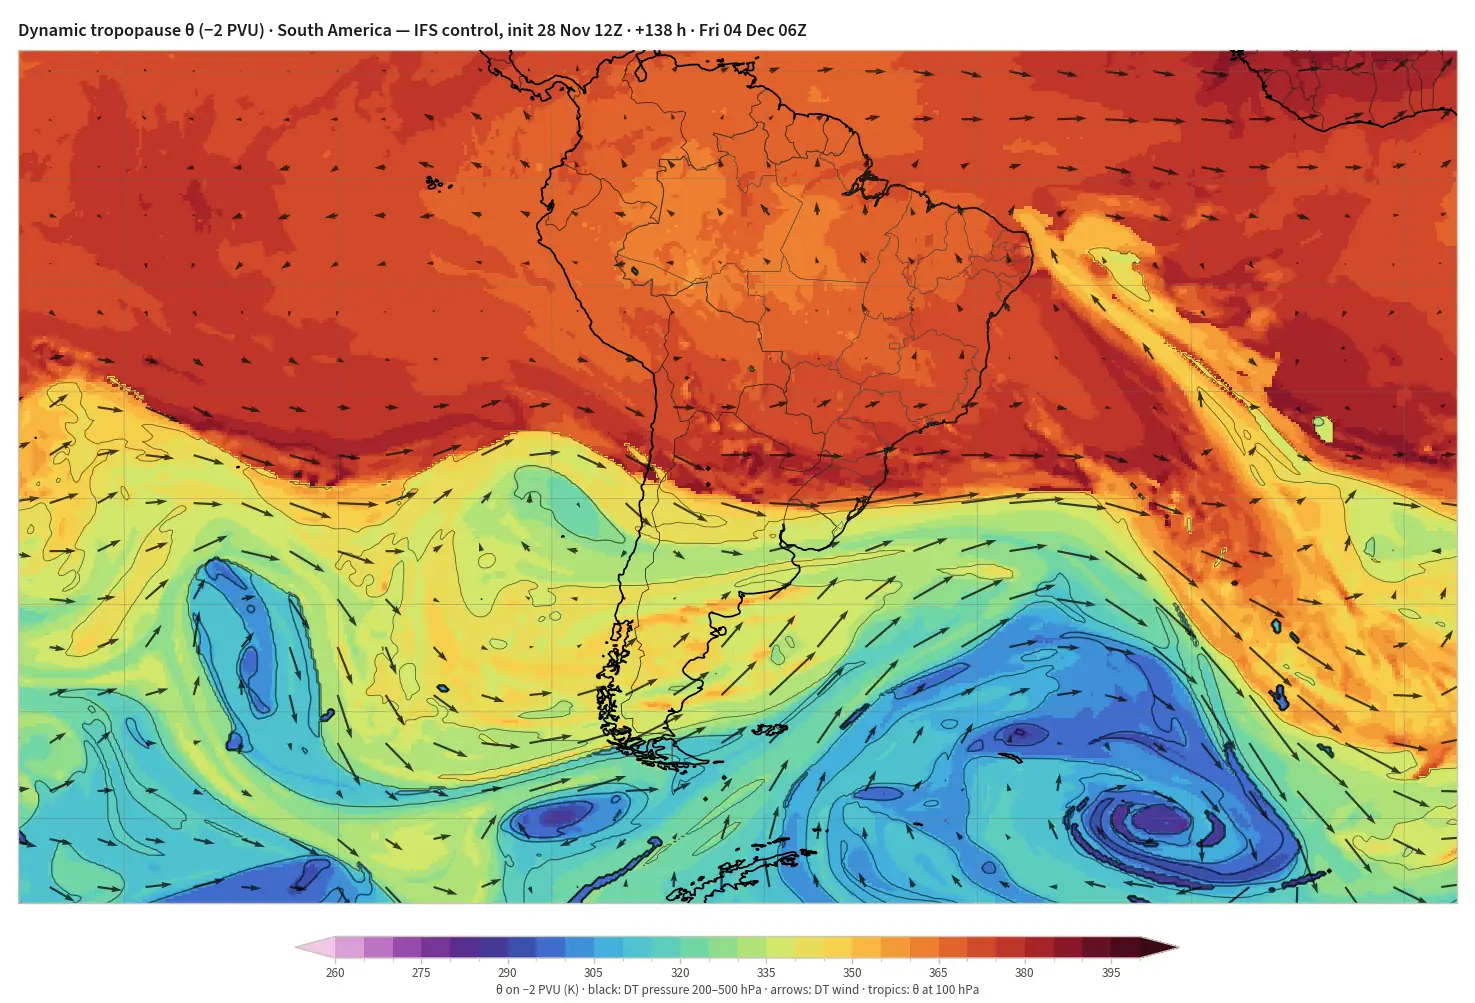 Dynamic tropopause θ (−2 PVU) · South America — IFS control, init 28 Nov 12Z · +138 h · Fri 04 Dec 06Z
260 275 290 305 320 335 350 365 380 395
θ on −2 PVU (K) · black: DT pressure 200–500 hPa · arrows: DT wind · tropics: θ at 100 hPa